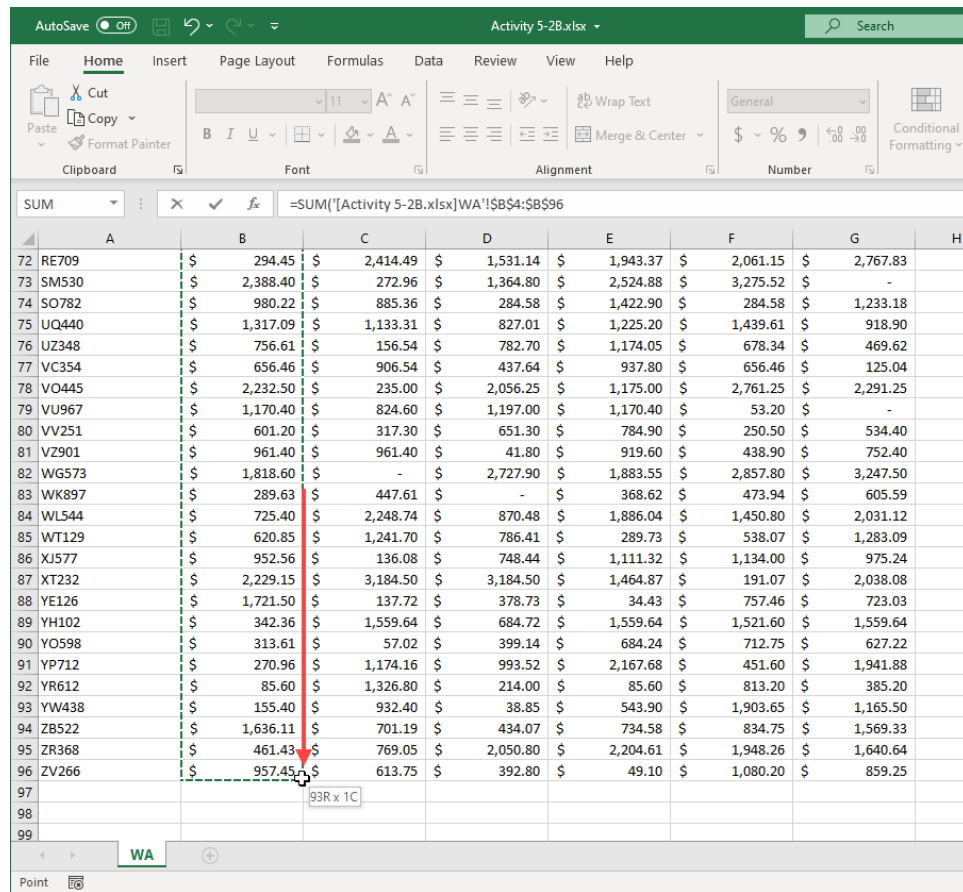 AutoSave Off Activity 5-2B.xlsx Search
File Home Insert Page Layout Formulas Data Review View Help
Cut
Copy
Paste
Format Painter
11 A^ Aˇ
B I U A
ab Wrap Text
Merge & Center
General
$ % 9 .00 .00
Conditional
Formatting
Clipboard Font Alignment Number
SUM fx =SUM('[Activity 5-2B.xlsx]WA'!$B$4:$B$96
A B C D E F G H
72 RE709 $ 294.45 $ 2,414.49 $ 1,531.14 $ 1,943.37 $ 2,061.15 $ 2,767.83
73 SM530 $ 2,388.40 $ 272.96 $ 1,364.80 $ 2,524.88 $ 3,275.52 $ -
74 SO782 $ 980.22 $ 885.36 $ 284.58 $ 1,422.90 $ 284.58 $ 1,233.18
75 UQ440 $ 1,317.09 $ 1,133.31 $ 827.01 $ 1,225.20 $ 1,439.61 $ 918.90
76 UZ348 $ 756.61 $ 156.54 $ 782.70 $ 1,174.05 $ 678.34 $ 469.62
77 VC354 $ 656.46 $ 906.54 $ 437.64 $ 937.80 $ 656.46 $ 125.04
78 VO445 $ 2,232.50 $ 235.00 $ 2,056.25 $ 1,175.00 $ 2,761.25 $ 2,291.25
79 VU967 $ 1,170.40 $ 824.60 $ 1,197.00 $ 1,170.40 $ 53.20 $ -
80 VV251 $ 601.20 $ 317.30 $ 651.30 $ 784.90 $ 250.50 $ 534.40
81 VZ901 $ 961.40 $ 961.40 $ 41.80 $ 919.60 $ 438.90 $ 752.40
82 WG573 $ 1,818.60 $ - $ 2,727.90 $ 1,883.55 $ 2,857.80 $ 3,247.50
83 WK897 $ 289.63 $ 447.61 $ - $ 368.62 $ 473.94 $ 605.59
84 WL544 $ 725.40 $ 2,248.74 $ 870.48 $ 1,886.04 $ 1,450.80 $ 2,031.12
85 WT129 $ 620.85 $ 1,241.70 $ 786.41 $ 289.73 $ 538.07 $ 1,283.09
86 XJ577 $ 952.56 $ 136.08 $ 748.44 $ 1,111.32 $ 1,134.00 $ 975.24
87 XT232 $ 2,229.15 $ 3,184.50 $ 3,184.50 $ 1,464.87 $ 191.07 $ 2,038.08
88 YE126 $ 1,721.50 $ 137.72 $ 378.73 $ 34.43 $ 757.46 $ 723.03
89 YH102 $ 342.36 $ 1,559.64 $ 684.72 $ 1,559.64 $ 1,521.60 $ 1,559.64
90 YO598 $ 313.61 $ 57.02 $ 399.14 $ 684.24 $ 712.75 $ 627.22
91 YP712 $ 270.96 $ 1,174.16 $ 993.52 $ 2,167.68 $ 451.60 $ 1,941.88
92 YR612 $ 85.60 $ 1,326.80 $ 214.00 $ 85.60 $ 813.20 $ 385.20
93 YW438 $ 155.40 $ 932.40 $ 38.85 $ 543.90 $ 1,903.65 $ 1,165.50
94 ZB522 $ 1,636.11 $ 701.19 $ 434.07 $ 734.58 $ 834.75 $ 1,569.33
95 ZR368 $ 461.43 $ 769.05 $ 2,050.80 $ 2,204.61 $ 1,948.26 $ 1,640.64
96 ZV266 $ 957.45 $ 613.75 $ 392.80 $ 49.10 $ 1,080.20 $ 859.25
97
93R x 1C
98
99
WA
Point